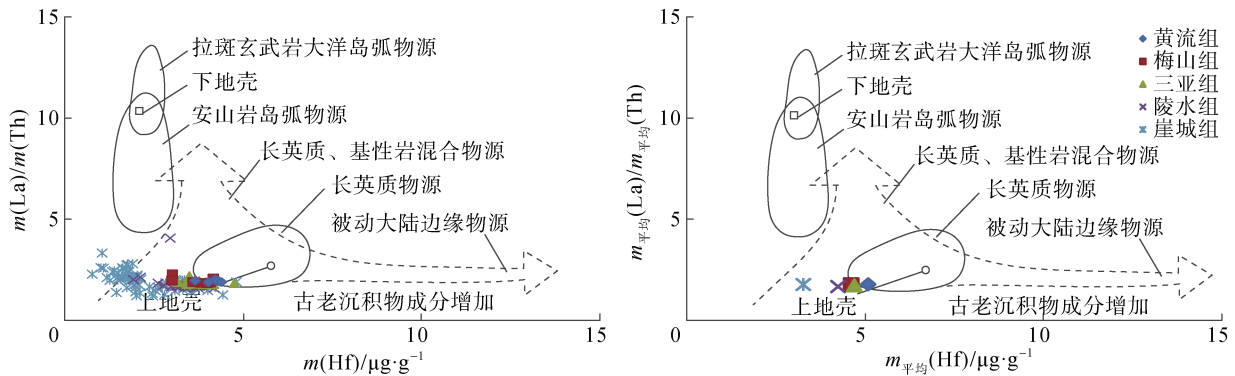 15
10
5
0
5
10
15
m(La)/m(Th)
m(Hf)/μg·g⁻¹
拉斑玄武岩大洋岛弧物源
下地壳
安山岩岛弧物源
长英质、基性岩混合物源
长英质物源
被动大陆边缘物源
上地壳
古老沉积物成分增加
15
10
5
0
5
10
15
m平均(La)/m平均(Th)
m平均(Hf)/μg·g⁻¹
拉斑玄武岩大洋岛弧物源
下地壳
安山岩岛弧物源
长英质、基性岩混合物源
长英质物源
被动大陆边缘物源
上地壳
古老沉积物成分增加
黄流组
梅山组
三亚组
陵水组
崖城组